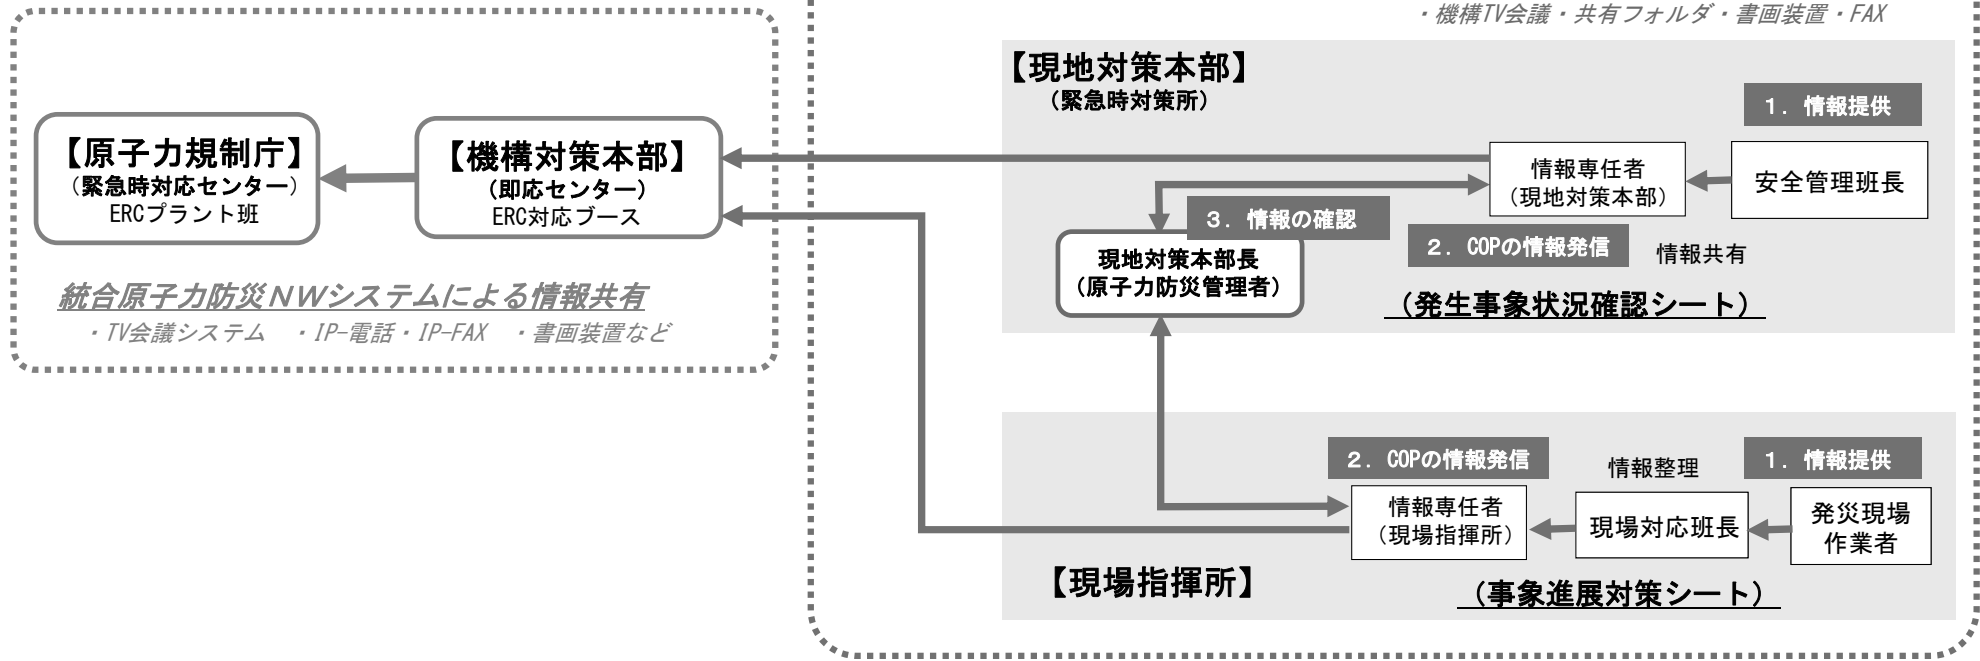 ・機構TV会議・共有フォルダ・書画装置・FAX
【原子力規制庁】
（緊急時対応センター）
ERCプラント班
【機構対策本部】
（即応センター）
ERC対応ブース
統合原子力防災ＮＷシステムによる情報共有
・TV会議システム　・IP-電話・IP-FAX　・書画装置など
【現地対策本部】
（緊急時対策所）
１．情報提供
情報専任者
（現地対策本部）
安全管理班長
３．情報の確認
２．COPの情報発信
情報共有
現地対策本部長
（原子力防災管理者）
（発生事象状況確認シート）
２．COPの情報発信
情報整理
１．情報提供
情報専任者
（現場指揮所）
現場対応班長
発災現場
作業者
【現場指揮所】
（事象進展対策シート）